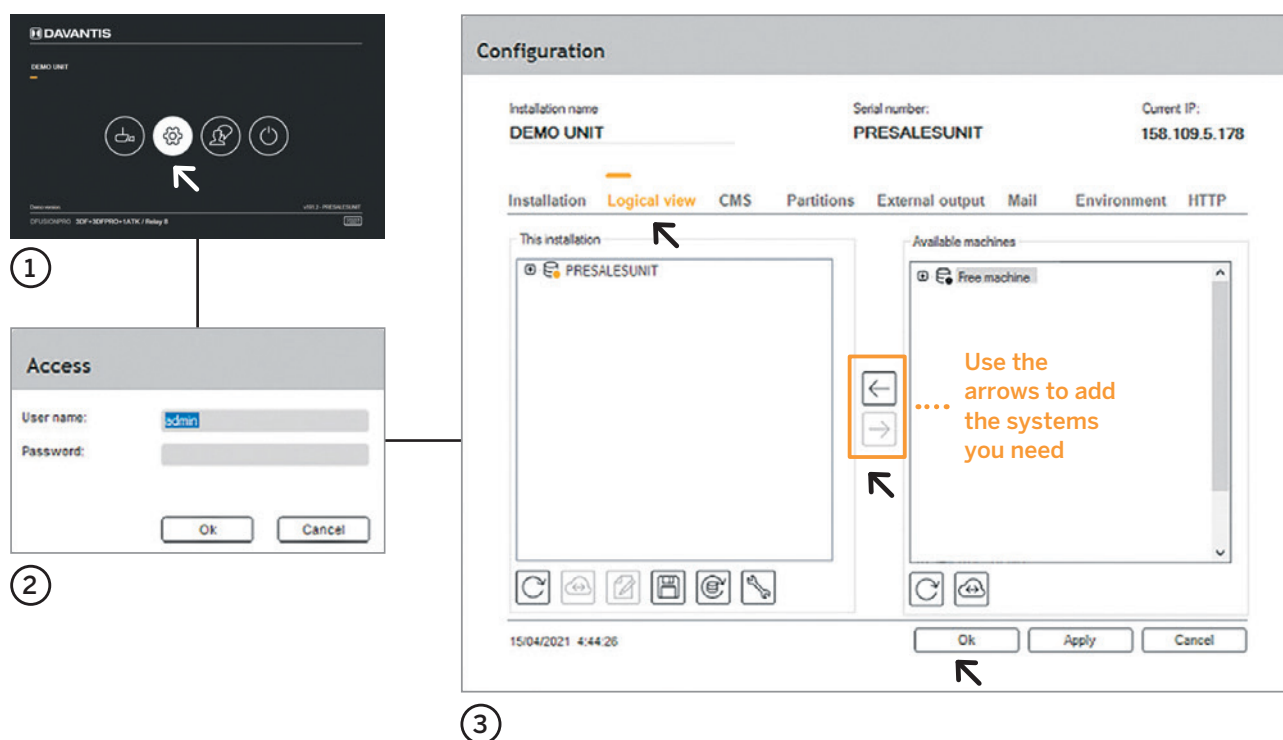 DAVANTIS
DEMO UNIT
Demo version
v101.3 - PRESALESUNIT
DFUSIONPRO 3DF+3DFPRO+1ATK / Relay 8
1
Access
User name:
admin
Password:
Ok
Cancel
2
Configuration
Installation name
Serial number:
Current IP:
DEMO UNIT
PRESALESUNIT
158.109.5.178
Installation Logical view CMS Partitions External output Mail Environment HTTP
This installation
Available machines
PRESALESUNIT
Free machine
Use the
arrows to add
the systems
you need
15/04/2021 4:44:26
Ok
Apply
Cancel
3